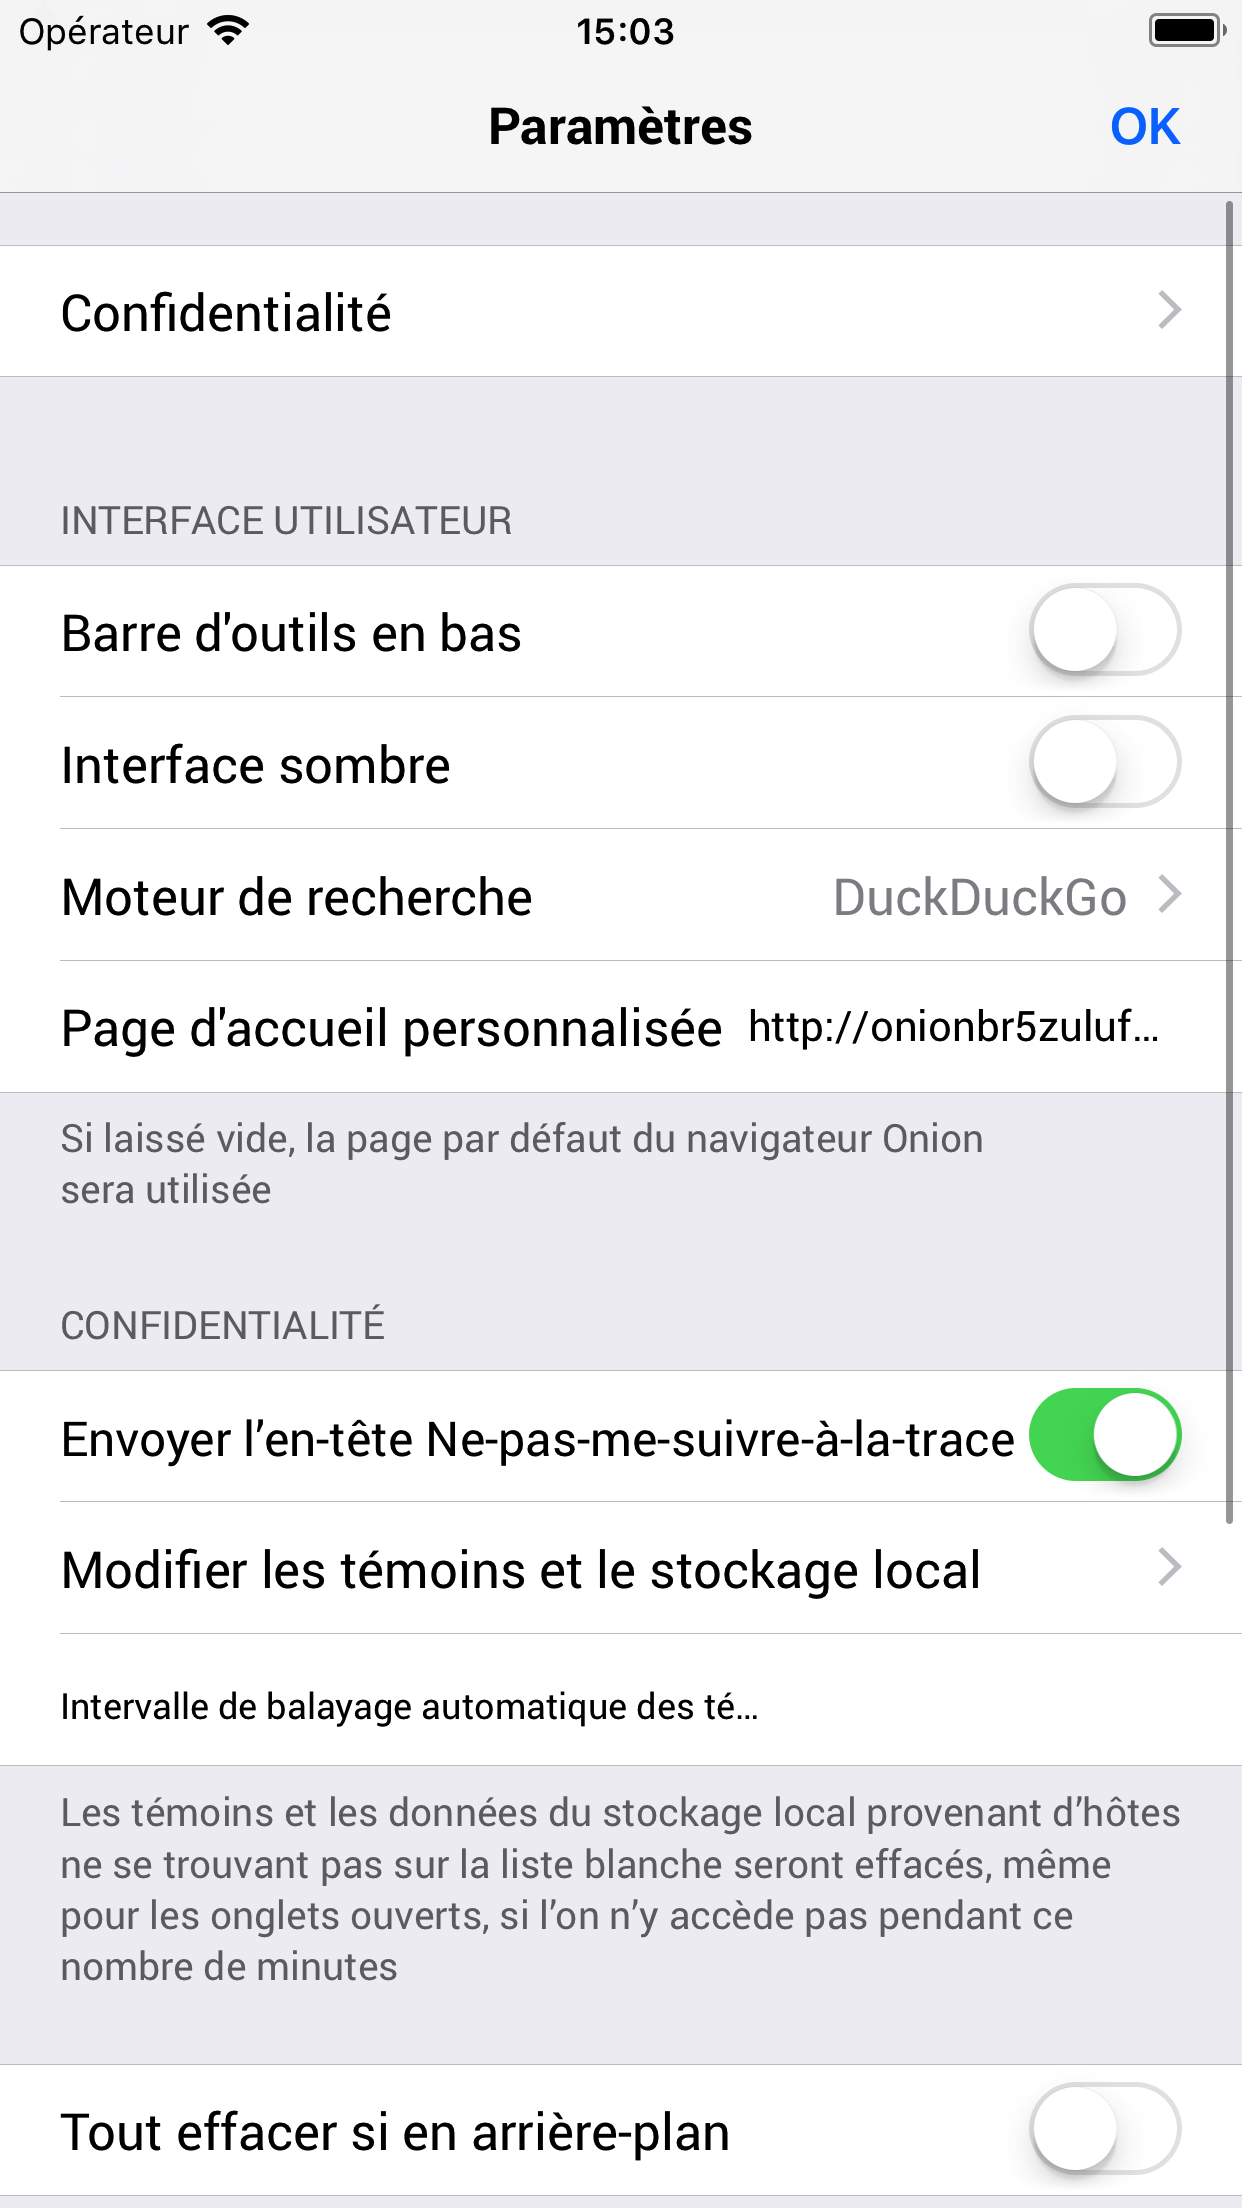 Opérateur 15:03
Paramètres OK
Confidentialité
INTERFACE UTILISATEUR
Barre d'outils en bas
Interface sombre
Moteur de recherche DuckDuckGo
Page d'accueil personnalisée http://onionbr5zuluf...
Si laissé vide, la page par défaut du navigateur Onion
sera utilisée
CONFIDENTIALITÉ
Envoyer l’en-tête Ne-pas-me-suivre-à-la-trace
Modifier les témoins et le stockage local
Intervalle de balayage automatique des té...
Les témoins et les données du stockage local provenant d’hôtes
ne se trouvant pas sur la liste blanche seront effacés, même
pour les onglets ouverts, si l’on n’y accède pas pendant ce
nombre de minutes
Tout effacer si en arrière-plan